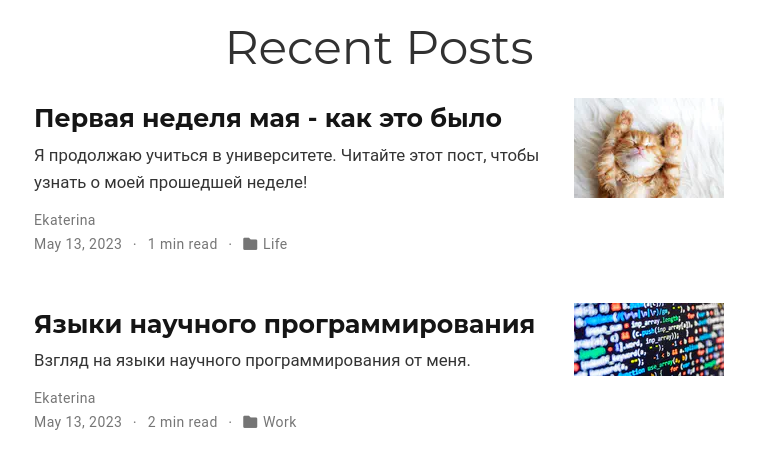 Recent Posts
Первая неделя мая - как это было
Я продолжаю учиться в университете. Читайте этот пост, чтобы
узнать о моей прошедшей неделе!
Ekaterina
May 13, 2023 · 1 min read · Life
Языки научного программирования
Взгляд на языки научного программирования от меня.
Ekaterina
May 13, 2023 · 2 min read · Work